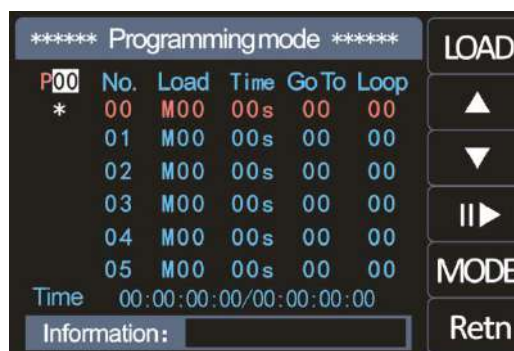 ****** Programming mode ******
P00 No. Load Time Go To Loop
* 00 M00 00s 00 00
01 M00 00s 00 00
02 M00 00s 00 00
03 M00 00s 00 00
04 M00 00s 00 00
05 M00 00s 00 00
Time 00:00:00:00/00:00:00:00
Information:
LOAD
MODE
Retn